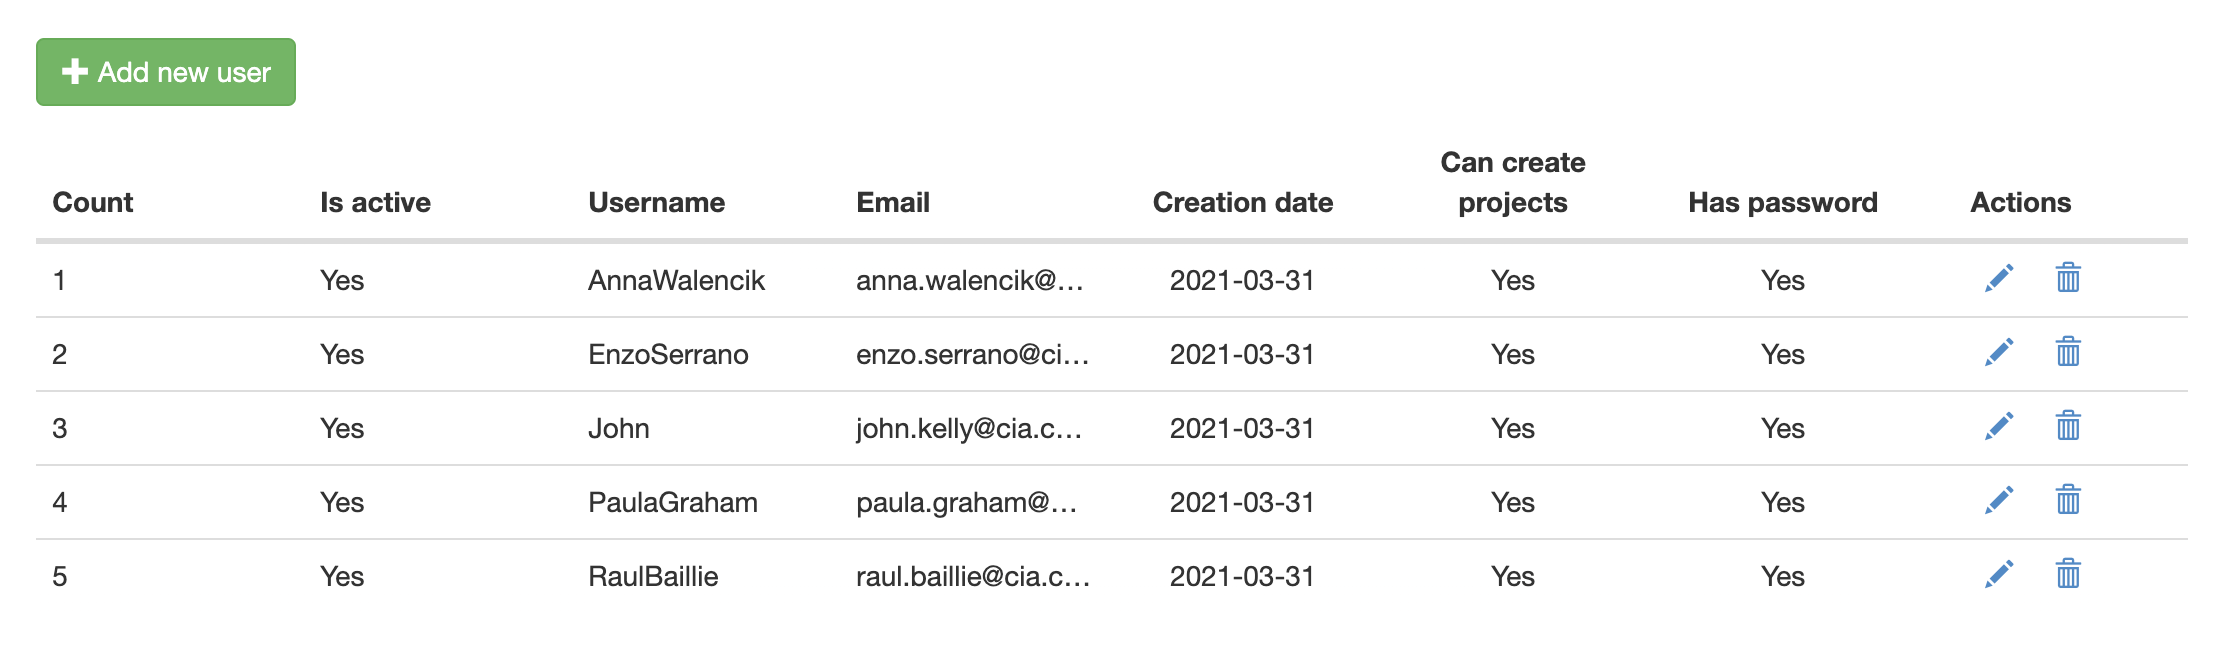 Add new user
Count Is active Username Email Creation date Can create projects Has password Actions
1 Yes AnnaWalencik anna.walencik@... 2021-03-31 Yes Yes
2 Yes EnzoSerrano enzo.serrano@ci... 2021-03-31 Yes Yes
3 Yes John john.kelly@cia.c... 2021-03-31 Yes Yes
4 Yes PaulaGraham paula.graham@... 2021-03-31 Yes Yes
5 Yes RaulBaillie raul.baillie@cia.c... 2021-03-31 Yes Yes